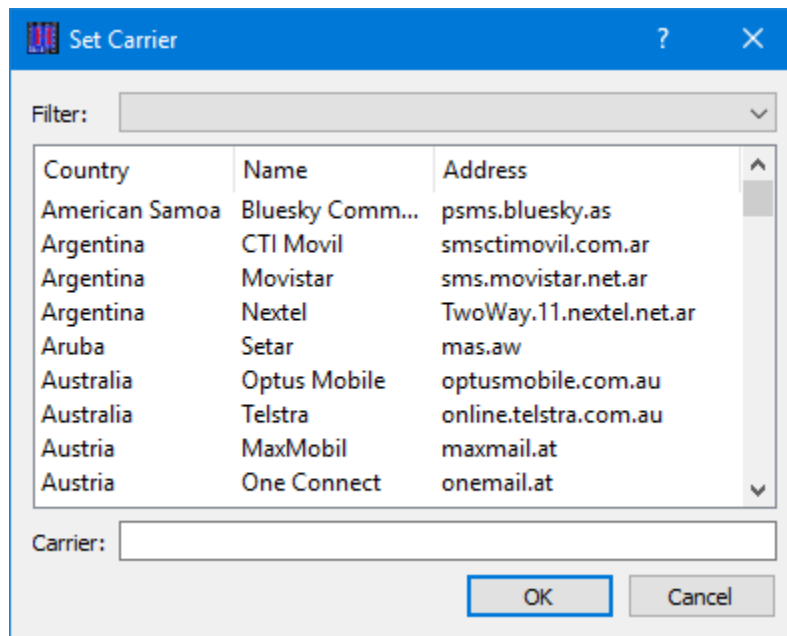 Set Carrier ?
Filter:
Country Name Address
American Samoa Bluesky Comm... psms.bluesky.as
Argentina CTI Movil smsctimovil.com.ar
Argentina Movistar sms.movistar.net.ar
Argentina Nextel TwoWay.11.nextel.net.ar
Aruba Setar mas.aw
Australia Optus Mobile optusmobile.com.au
Australia Telstra online.telstra.com.au
Austria MaxMobil maxmail.at
Austria One Connect onemail.at
Carrier:
OK Cancel